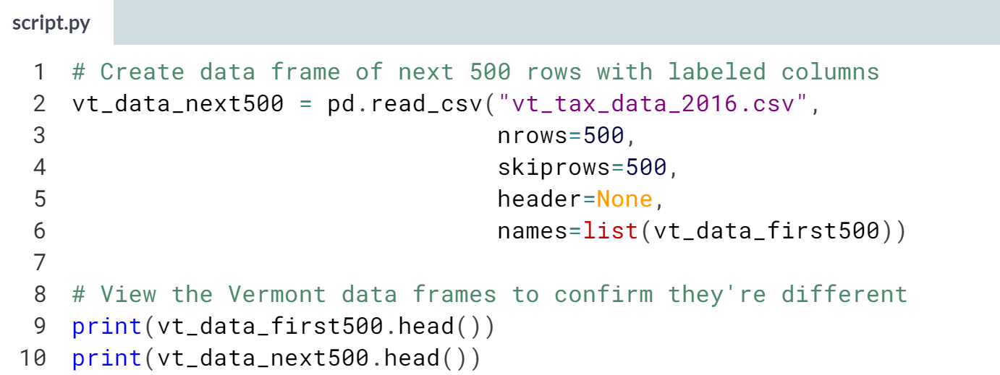 script.py
1 # Create data frame of next 500 rows with labeled columns
2 vt_data_next500 = pd.read_csv("vt_tax_data_2016.csv",
3                               nrows=500,
4                               skiprows=500,
5                               header=None,
6                               names=list(vt_data_first500))
7
8 # View the Vermont data frames to confirm they're different
9 print(vt_data_first500.head())
10 print(vt_data_next500.head())